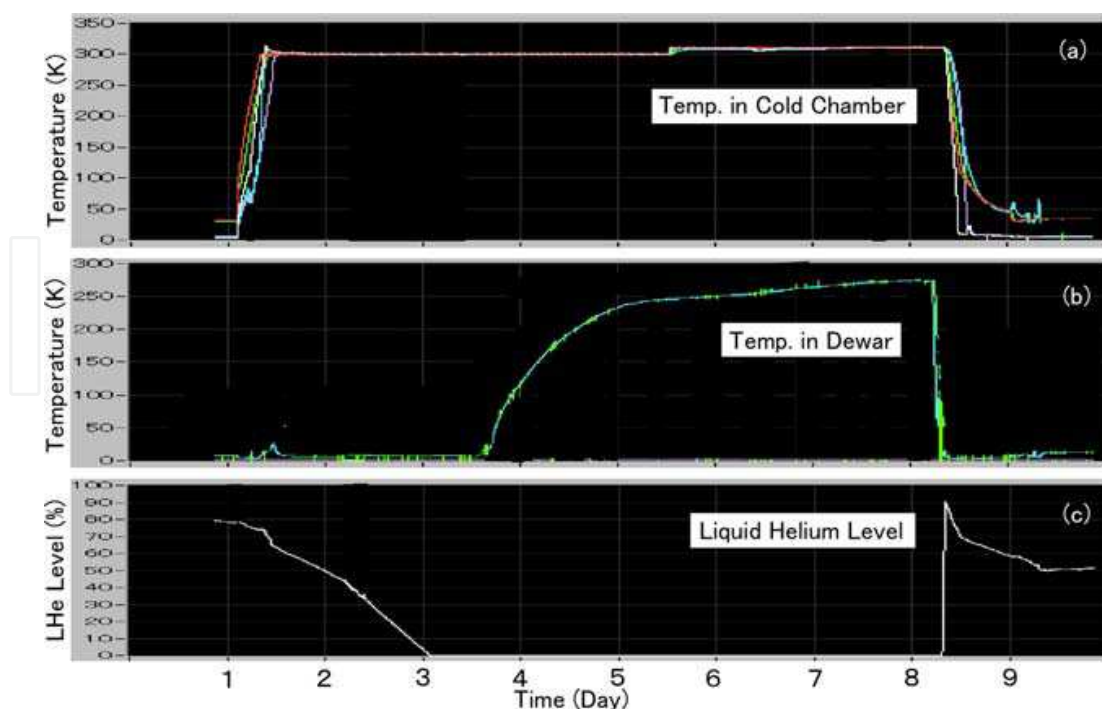 350-
300-
250-
200-
150-
100-
50-
0-
Temperature (K)
(a)
Temp. in Cold Chamber
300-
250-
200-
150-
100-
50-
0-
Temperature (K)
(b)
Temp. in Dewar
100-
90-
80-
70-
60-
50-
40-
30-
20-
10-
0-
LHe Level (%)
(c)
Liquid Helium Level
1 2 3 4 5 6 7 8 9
Time (Day)